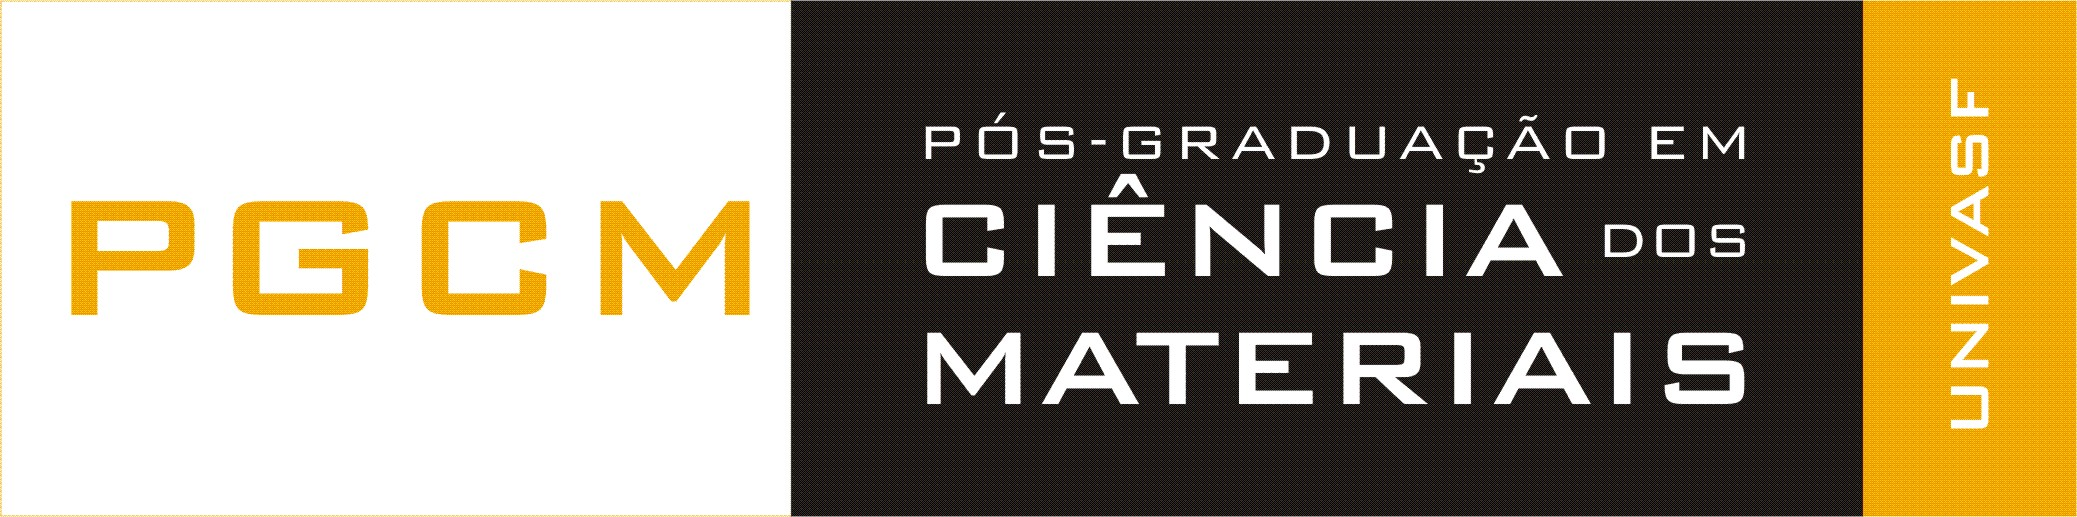 PGCM
PÓS-GRADUAÇÃO EM
CIÊNCIA DOS
MATERIAIS
UNIVASF